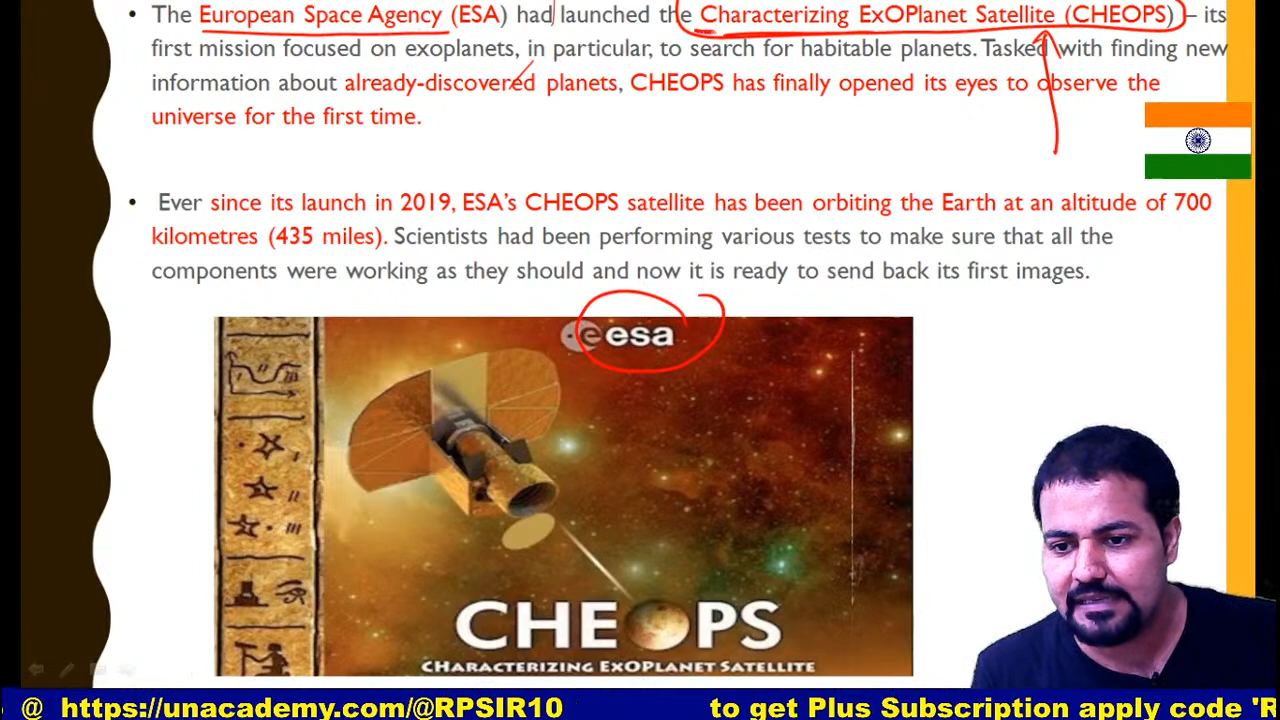 • The European Space Agency (ESA) had launched the Characterizing ExOPlanet Satellite (CHEOPS) – its
first mission focused on exoplanets, in particular, to search for habitable planets. Tasked with finding new
information about already-discovered planets, CHEOPS has finally opened its eyes to observe the
universe for the first time.
• Ever since its launch in 2019, ESA's CHEOPS satellite has been orbiting the Earth at an altitude of 700
kilometres (435 miles). Scientists had been performing various tests to make sure that all the
components were working as they should and now it is ready to send back its first images.
esa
CHEOPS
CHARACTERIZING EXOPLANET SATELLITE
@ https://unacademy.com/@RPSIR10 to get Plus Subscription apply code 'R